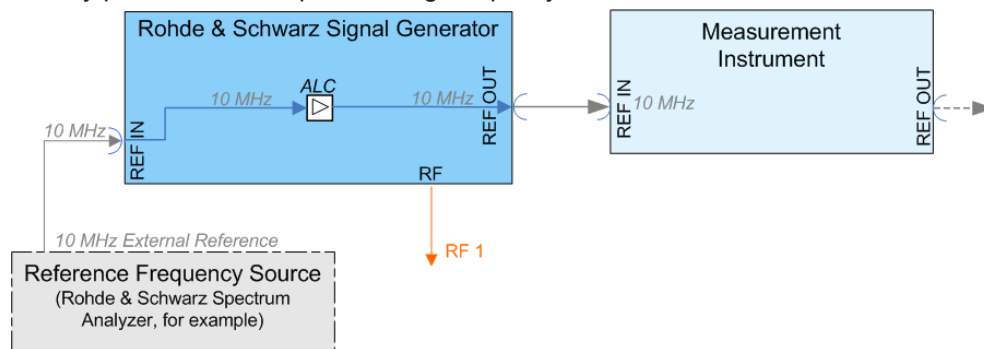 Rohde & Schwarz Signal Generator
ALC
10 MHz
10 MHz
REF IN
REF OUT
RF
10 MHz
RF 1
Measurement
Instrument
REF IN
10 MHz
REF OUT
10 MHz External Reference
Reference Frequency Source
(Rohde & Schwarz Spectrum
Analyzer, for example)